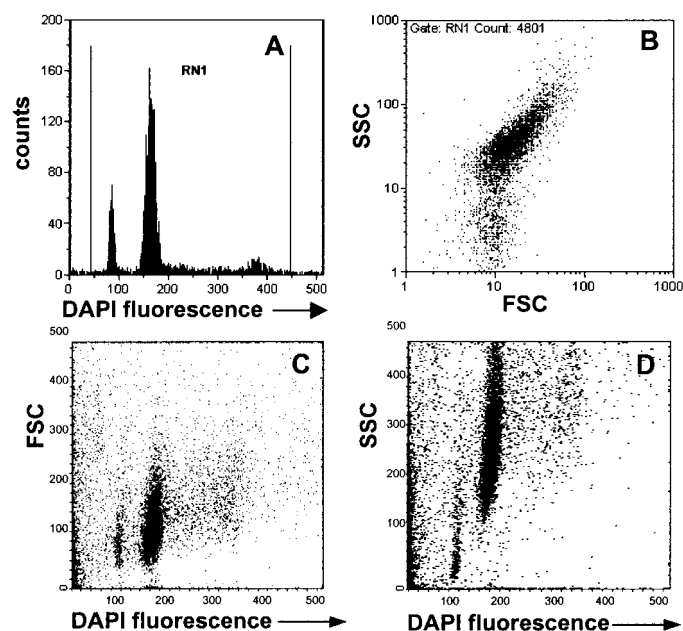 A
200
160
120
80
40
0
counts
RN1
0 100 200 300 400 500
DAPI fluorescence
Gate: RN1 Count: 4801
B
1000
100
10
1
SSC
1 10 100 1000
FSC
C
500
400
300
200
100
0
FSC
100 200 300 400 500
DAPI fluorescence
D
500
400
300
200
100
0
SSC
100 200 300 400 500
DAPI fluorescence